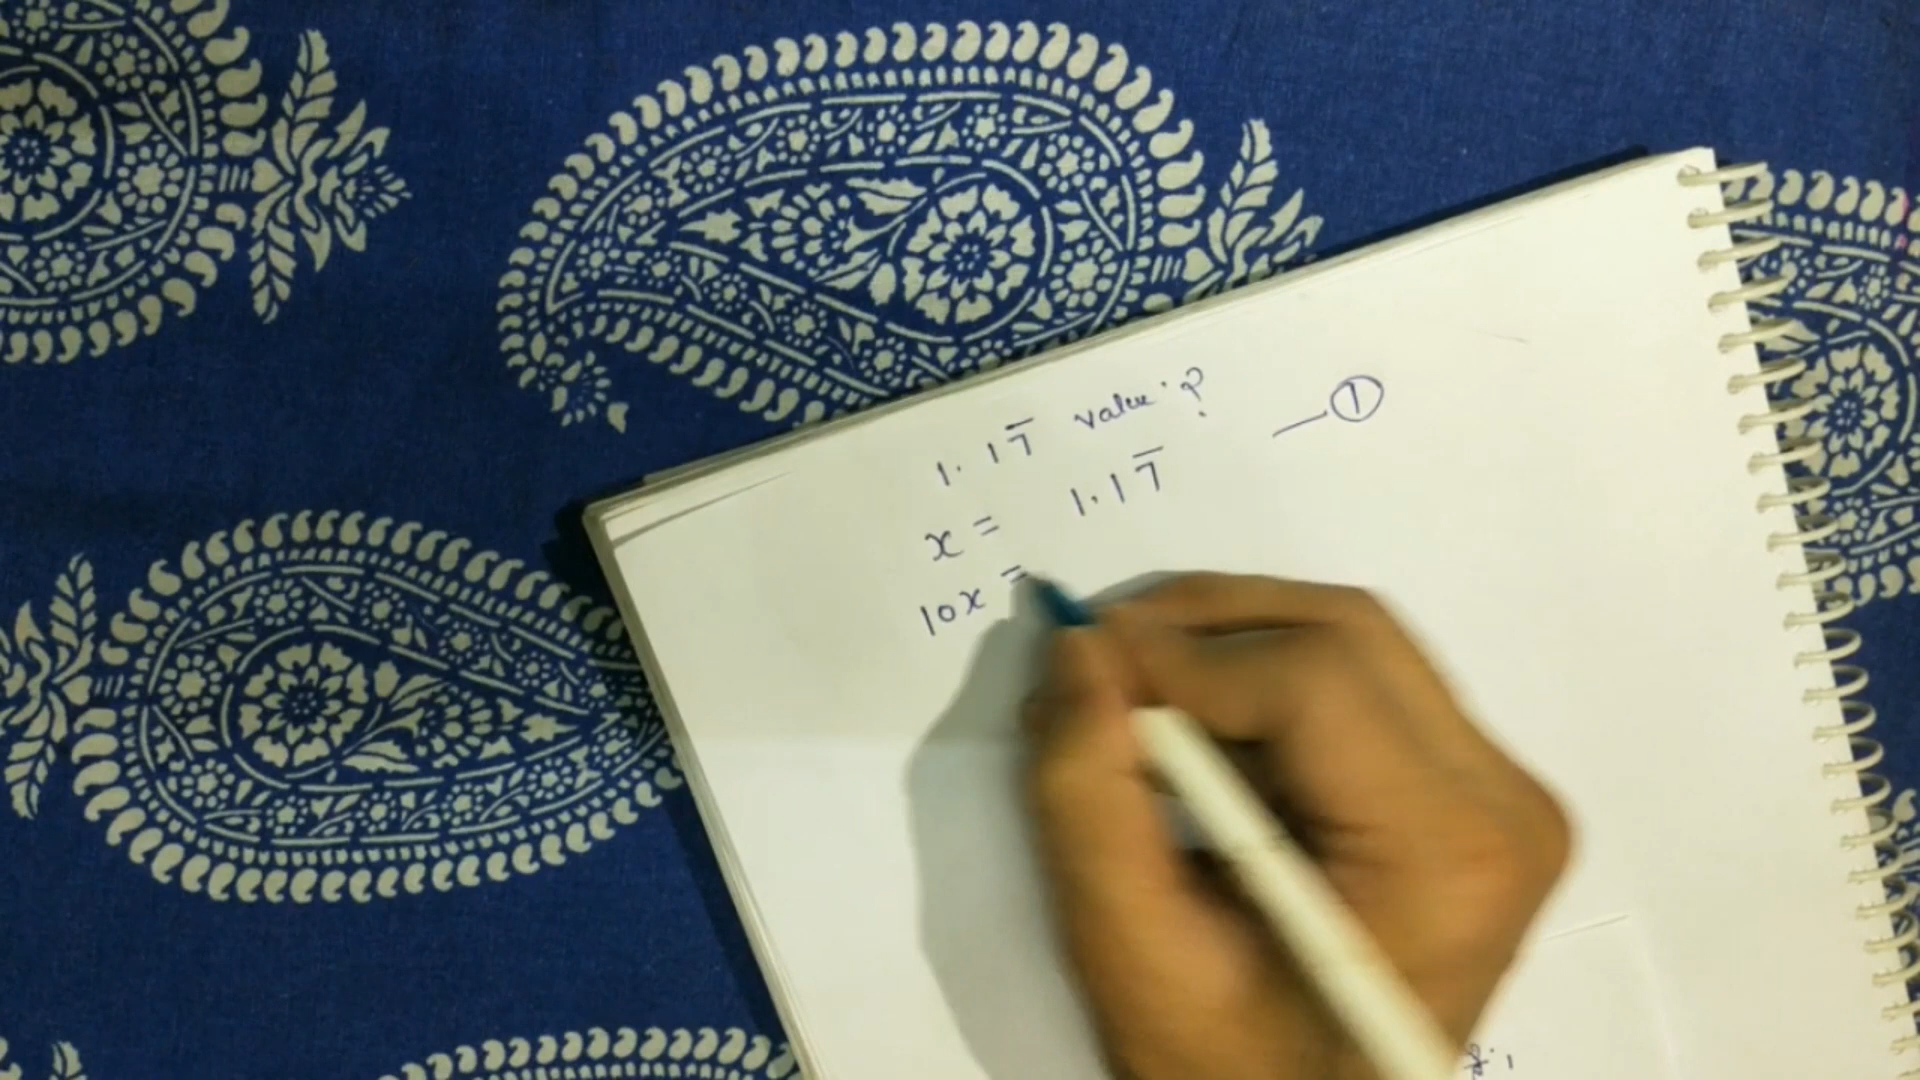 1.17̅ value ?
x = 1.17̅ —①
10x =